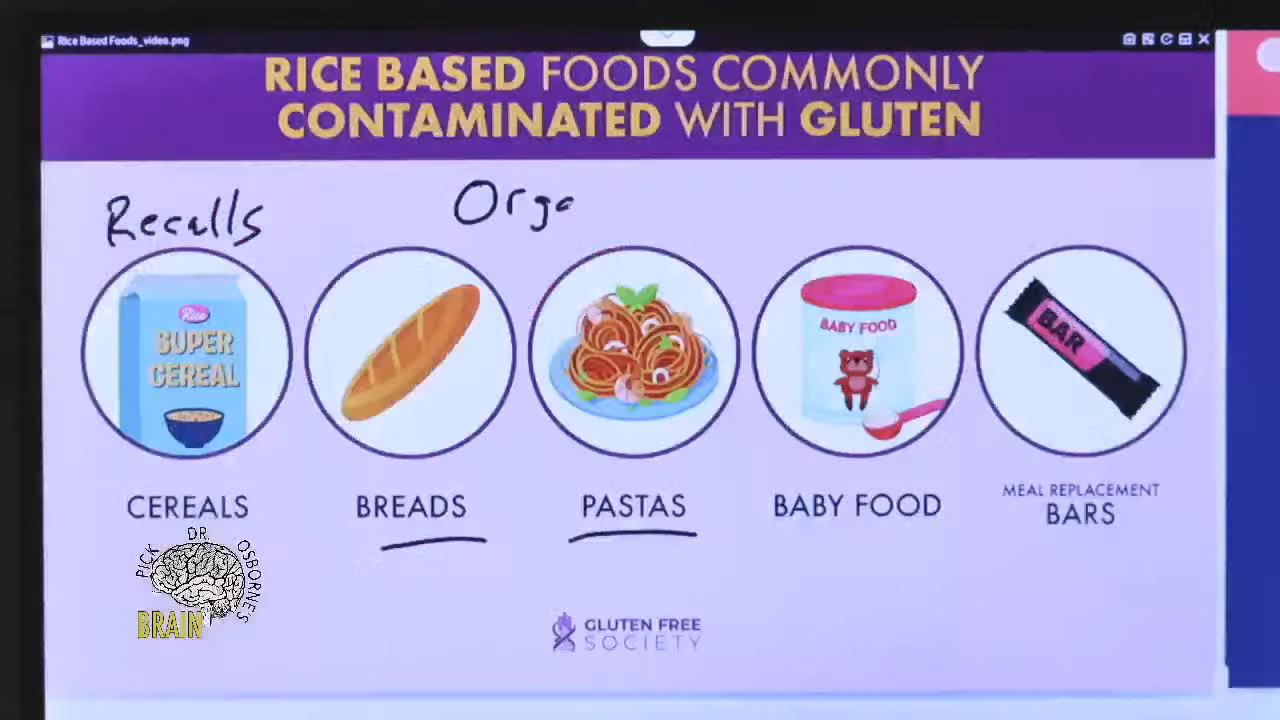 Rice Based Foods_video.png
RICE BASED FOODS COMMONLY
CONTAMINATED WITH GLUTEN
Recalls
Orga
Rice
SUPER
CEREAL
BABY FOOD
BAR
CEREALS
BREADS
PASTAS
BABY FOOD
MEAL REPLACEMENT
BARS
PICK DR. OSBORNE'S
BRAIN
GLUTEN FREE
SOCIETY